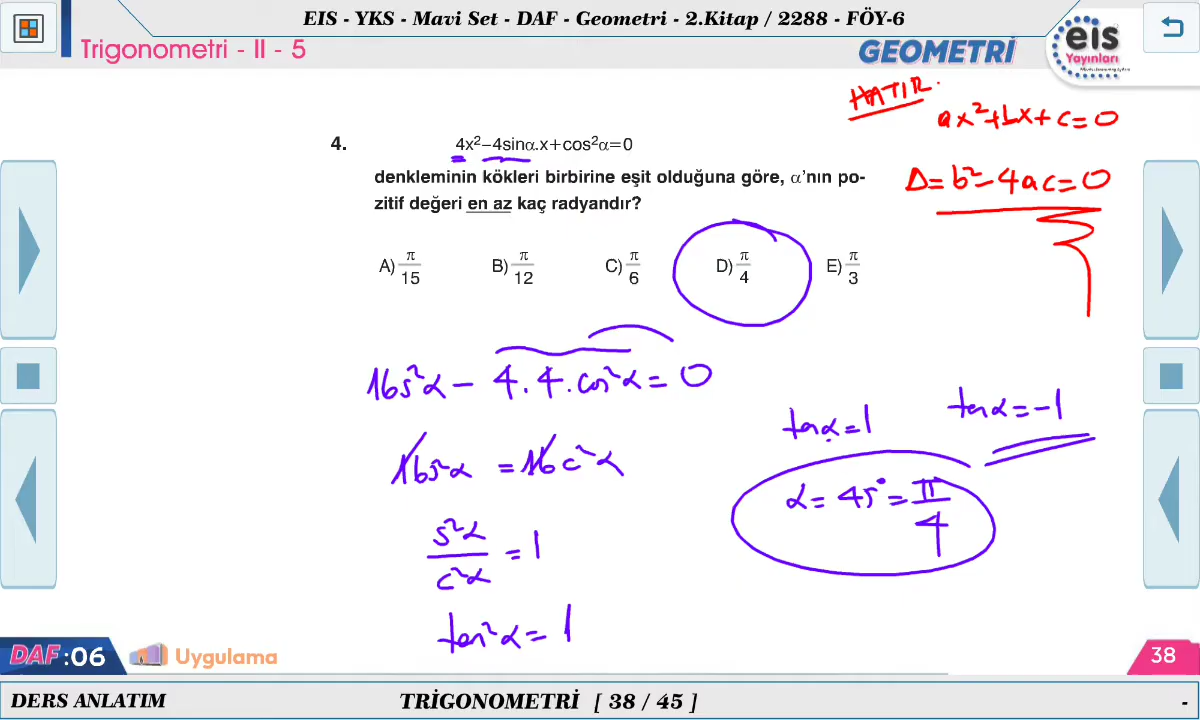 EIS - YKS - Mavi Set - DAF - Geometri - 2.Kitap / 2288 - FÖY-6
Trigonometri - II - 5
GEOMETRİ
eis
Yayınları
HATIR.
ax²+bx+c=0
Δ=b²-4ac=0
4. 4x²−4sinα.x+cos²α=0
denkleminin kökleri birbirine eşit olduğuna göre, α'nın po-
zitif değeri en az kaç radyandır?
A) π/15 B) π/12 C) π/6 D) π/4 E) π/3
16s²α − 4.4.cos²α = 0
16s²α = 16c²α
s²α/c²α = 1
tan²α = 1
tanα=1 tanα=-1
α = 45° = π/4
DAF:06 Uygulama
38
DERS ANLATIM TRİGONOMETRİ [ 38 / 45 ] -